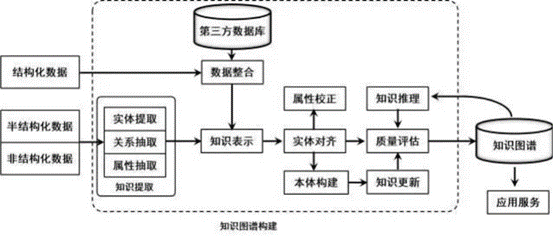 第三方数据库
结构化数据
数据整合
属性校正
知识推理
半结构化数据
实体提取
关系抽取
知识表示
实体对齐
质量评估
知识图谱
非结构化数据
属性抽取
知识提取
本体构建
知识更新
应用服务
知识图谱构建